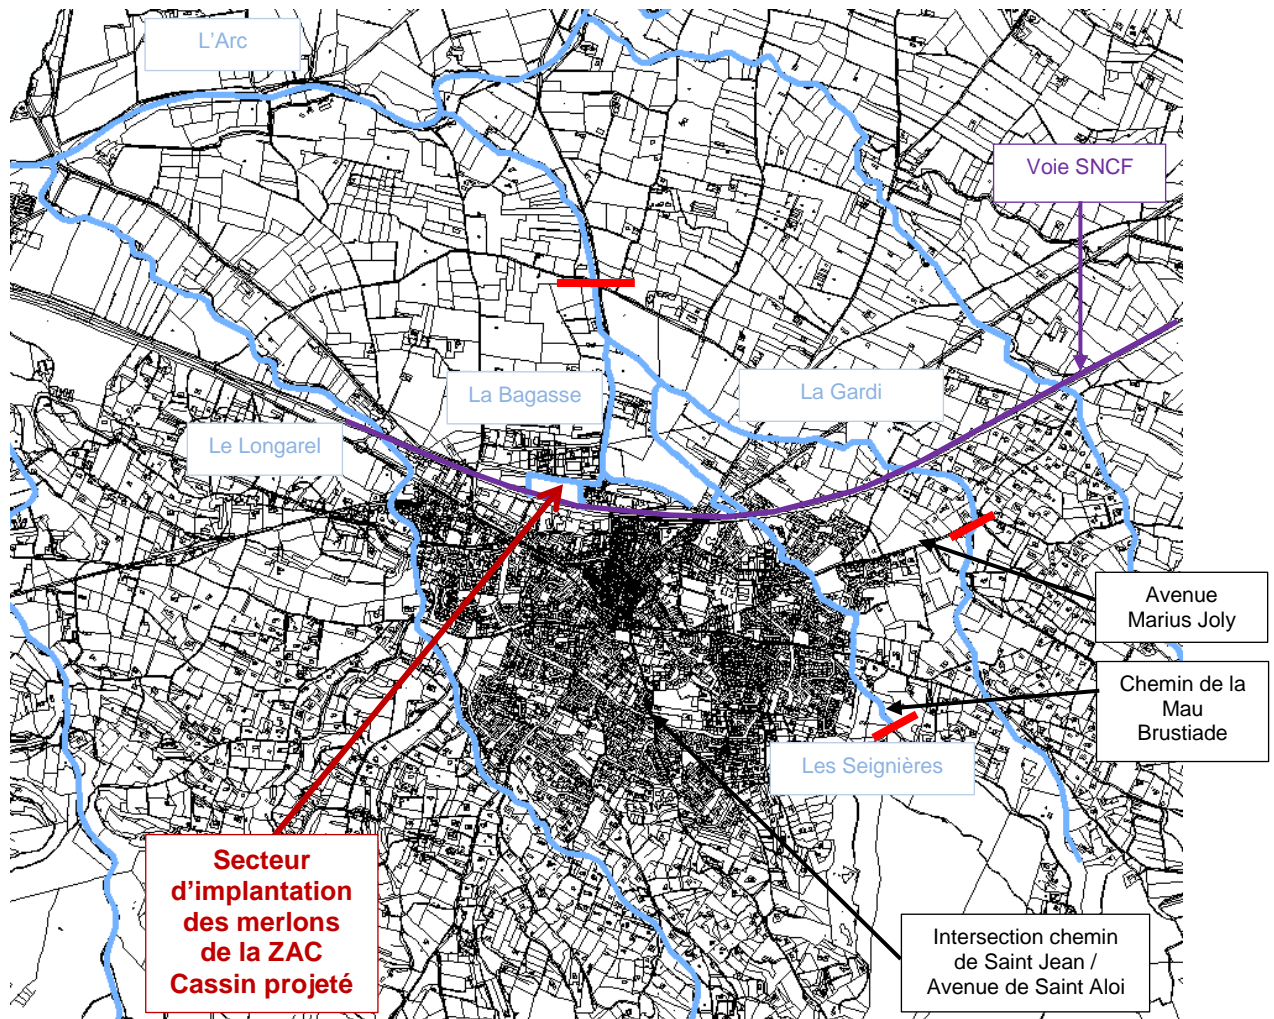 L'Arc
Voie SNCF
La Bagasse
La Gardi
Le Longarel
Avenue
Marius Joly
Chemin de la
Mau
Brustiade
Les Seignières
Secteur
d'implantation
des merlons
de la ZAC
Cassin projeté
Intersection chemin
de Saint Jean /
Avenue de Saint Aloi